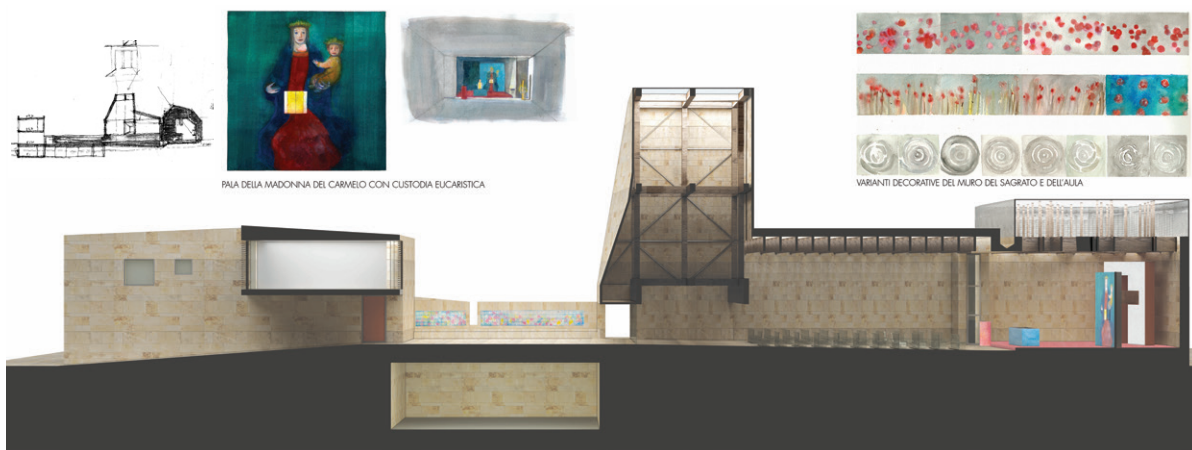 PALA DELLA MADONNA DEL CARMELO CON CUSTODIA EUCARISTICA
VARIANTI DECORATIVE DEL MURO DEL SAGRATO E DELL'AULA